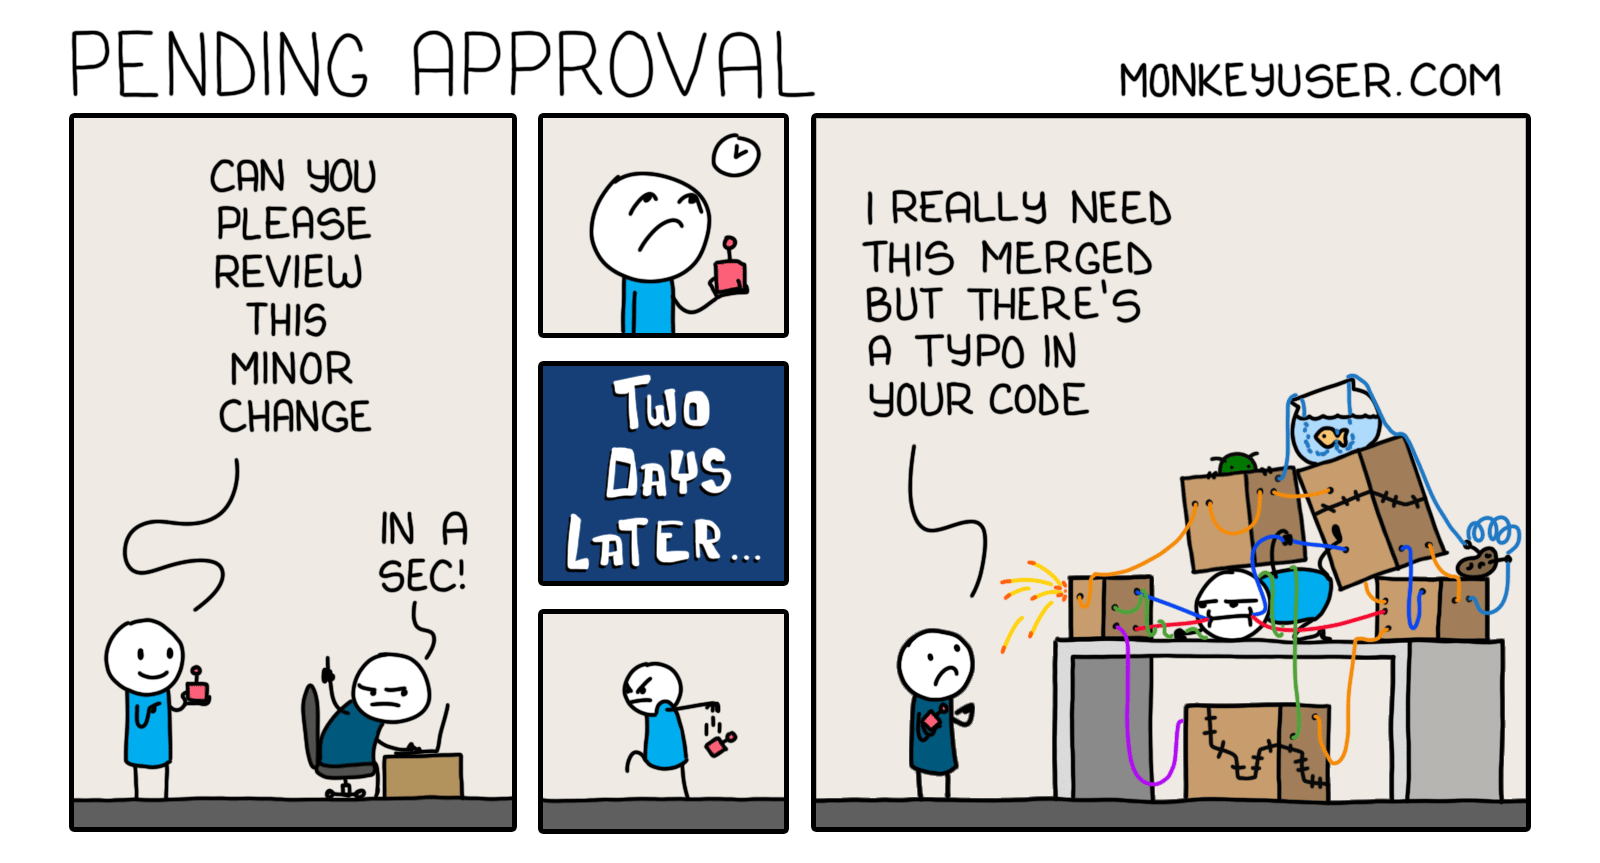 PENDING APPROVAL
MONKEYUSER.COM
CAN YOU
PLEASE
REVIEW
THIS
MINOR
CHANGE
IN A
SEC!
TWO
DAYS
LATER...
I REALLY NEED
THIS MERGED
BUT THERE'S
A TYPO IN
YOUR CODE